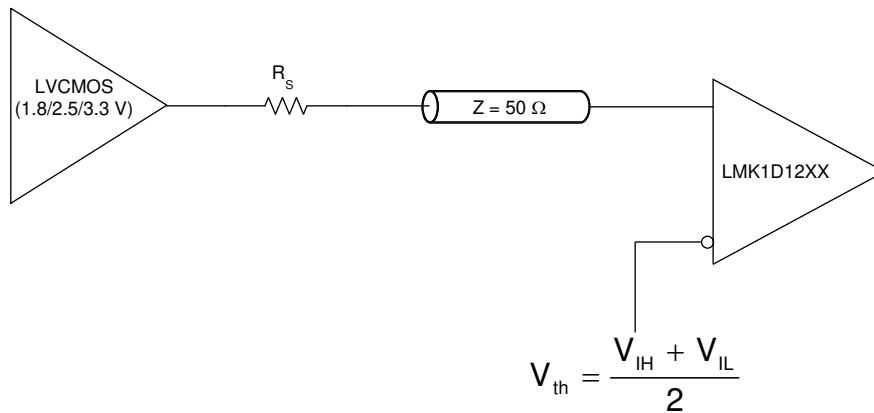 LVCMOS
(1.8/2.5/3.3 V)
R_S
Z = 50 Ω
LMK1D12XX
V_th = (V_IH + V_IL) / 2